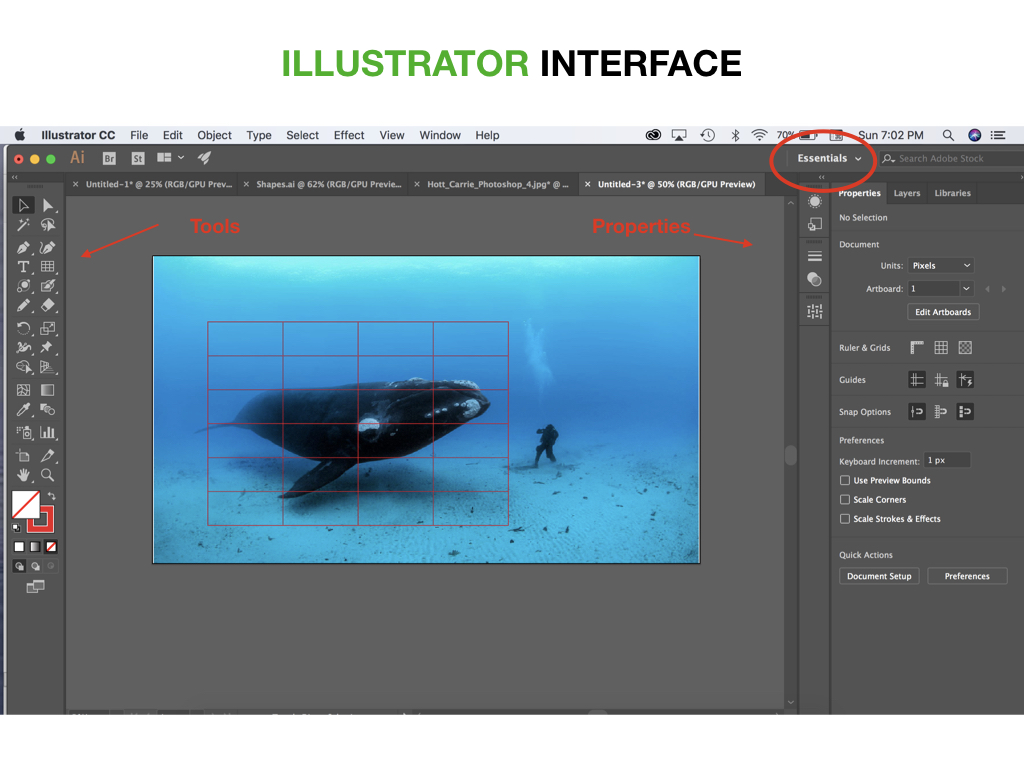 ILLUSTRATOR INTERFACE
Illustrator CC File Edit Object Type Select Effect View Window Help 70% Sun 7:02 PM
Ai Br St Essentials Search Adobe Stock
× Untitled-1* @ 25% (RGB/GPU Prev... × Shapes.ai @ 62% (RGB/GPU Previe... × Hott_Carrie_Photoshop_4.jpg* @ ... × Untitled-3* @ 50% (RGB/GPU Preview)
Properties Layers Libraries
No Selection
Tools
Properties
Document
Units: Pixels
Artboard: 1
Edit Artboards
Ruler & Grids
Guides
Snap Options
Preferences
Keyboard Increment: 1 px
Use Preview Bounds
Scale Corners
Scale Strokes & Effects
Quick Actions
Document Setup Preferences